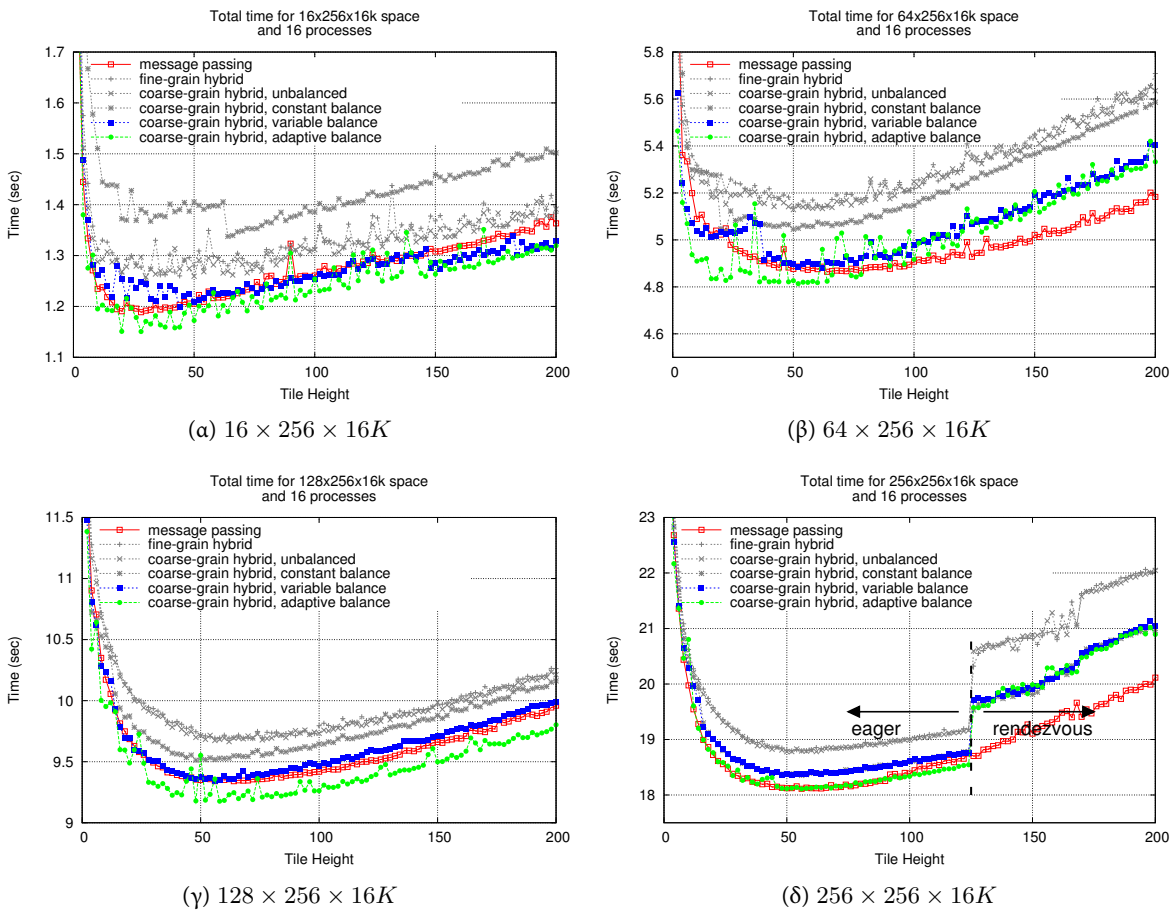 Total time for 16x256x16k space
and 16 processes
1.7
1.6
1.5
1.4
1.3
1.2
1.1
Time (sec)
message passing
fine-grain hybrid
coarse-grain hybrid, unbalanced
coarse-grain hybrid, constant balance
coarse-grain hybrid, variable balance
coarse-grain hybrid, adaptive balance
0 50 100 150 200
Tile Height
(α) 16 × 256 × 16K
Total time for 64x256x16k space
and 16 processes
5.8
5.6
5.4
5.2
5
4.8
4.6
Time (sec)
message passing
fine-grain hybrid
coarse-grain hybrid, unbalanced
coarse-grain hybrid, constant balance
coarse-grain hybrid, variable balance
coarse-grain hybrid, adaptive balance
0 50 100 150 200
Tile Height
(β) 64 × 256 × 16K
Total time for 128x256x16k space
and 16 processes
11.5
11
10.5
10
9.5
9
Time (sec)
message passing
fine-grain hybrid
coarse-grain hybrid, unbalanced
coarse-grain hybrid, constant balance
coarse-grain hybrid, variable balance
coarse-grain hybrid, adaptive balance
0 50 100 150 200
Tile Height
(γ) 128 × 256 × 16K
Total time for 256x256x16k space
and 16 processes
23
22
21
20
19
18
Time (sec)
message passing
fine-grain hybrid
coarse-grain hybrid, unbalanced
coarse-grain hybrid, constant balance
coarse-grain hybrid, variable balance
coarse-grain hybrid, adaptive balance
eager rendezvous
0 50 100 150 200
Tile Height
(δ) 256 × 256 × 16K